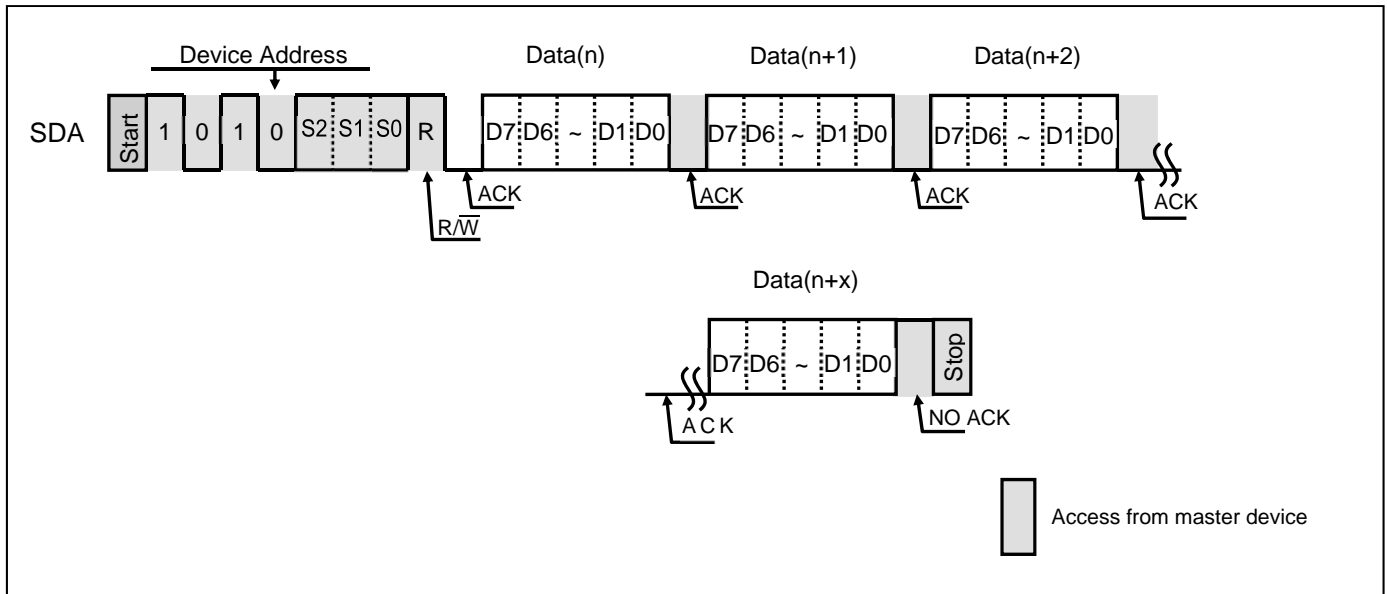 Device Address Data(n) Data(n+1) Data(n+2)
SDA Start 1 0 1 0 S2 S1 S0 R D7 D6 ~ D1 D0 D7 D6 ~ D1 D0 D7 D6 ~ D1 D0
ACK ACK ACK ACK
R/W̅
Data(n+x)
D7 D6 ~ D1 D0 Stop
ACK NO ACK
Access from master device